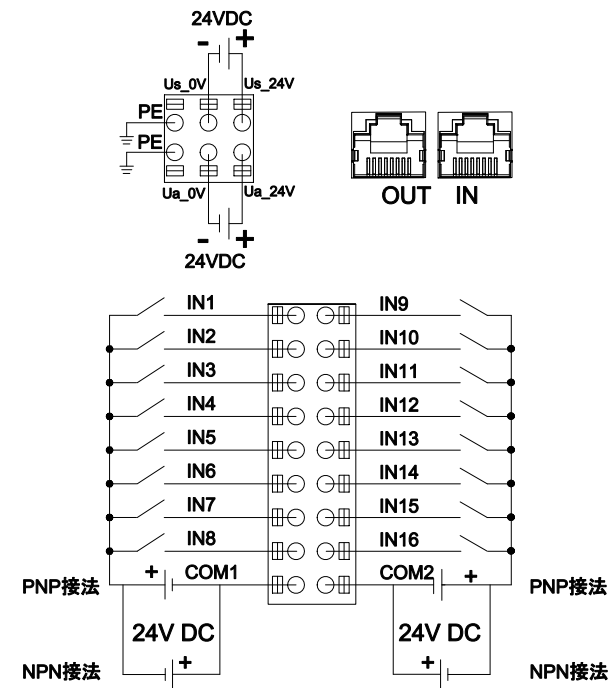 24VDC
- +
Us_0V Us_24V
PE
PE
Ua_0V Ua_24V
- +
24VDC
OUT IN
IN1 IN9
IN2 IN10
IN3 IN11
IN4 IN12
IN5 IN13
IN6 IN14
IN7 IN15
IN8 IN16
+ COM1 COM2 +
PNP接法 PNP接法
24V DC 24V DC
+ +
NPN接法 NPN接法